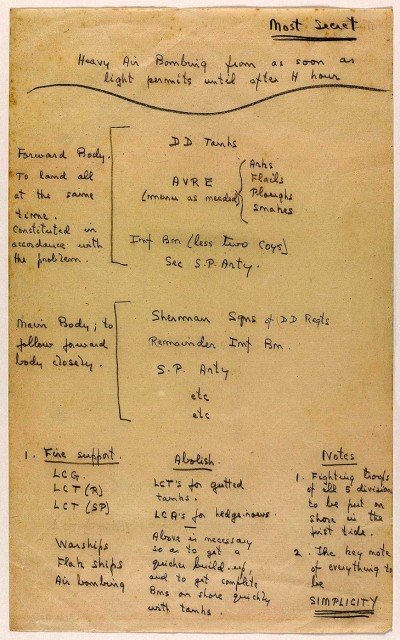 Most Secret
Heavy Air Bombing from as soon as
light permits until after H hour
Forward Body.
To land all
at the same
time.
Constituted in
accordance with
the problem.
DD Tanks
AVRE
(menus as needed)
Arks
Flails
Ploughs
Snakes
Inf Bn (less two Coys)
Sec S.P. Arty.
Main Body; to
follow forward
body closely.
Sherman Sqns of DD Regts
Remainder Inf Bn.
S.P. Arty
etc
etc
1. Fire support.
LCG.
LCT (R)
LCT (SP)
Warships
Flak ships
Air bombing
Abolish.
LCT's for gutted
tanks.
LCA's for hedge-rows.
Above is necessary
so as to get a
quicker build-up,
and to get complete
Bns on shore quickly
with tanks.
Notes
1. Fighting troops
of all 5 divisions
to be put on
shore in the
first tide.
2. The key note
of everything to
be
SIMPLICITY